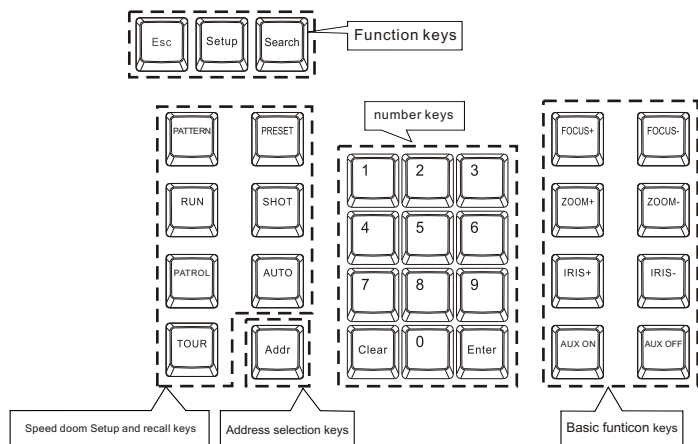 Esc Setup Search Function keys
number keys
PATTERN PRESET
RUN SHOT
PATROL AUTO
TOUR Addr
1 2 3
4 5 6
7 8 9
Clear 0 Enter
FOCUS+ FOCUS-
ZOOM+ ZOOM-
IRIS+ IRIS-
AUX ON AUX OFF
Speed doom Setup and recall keys
Address selection keys
Basic funticon keys